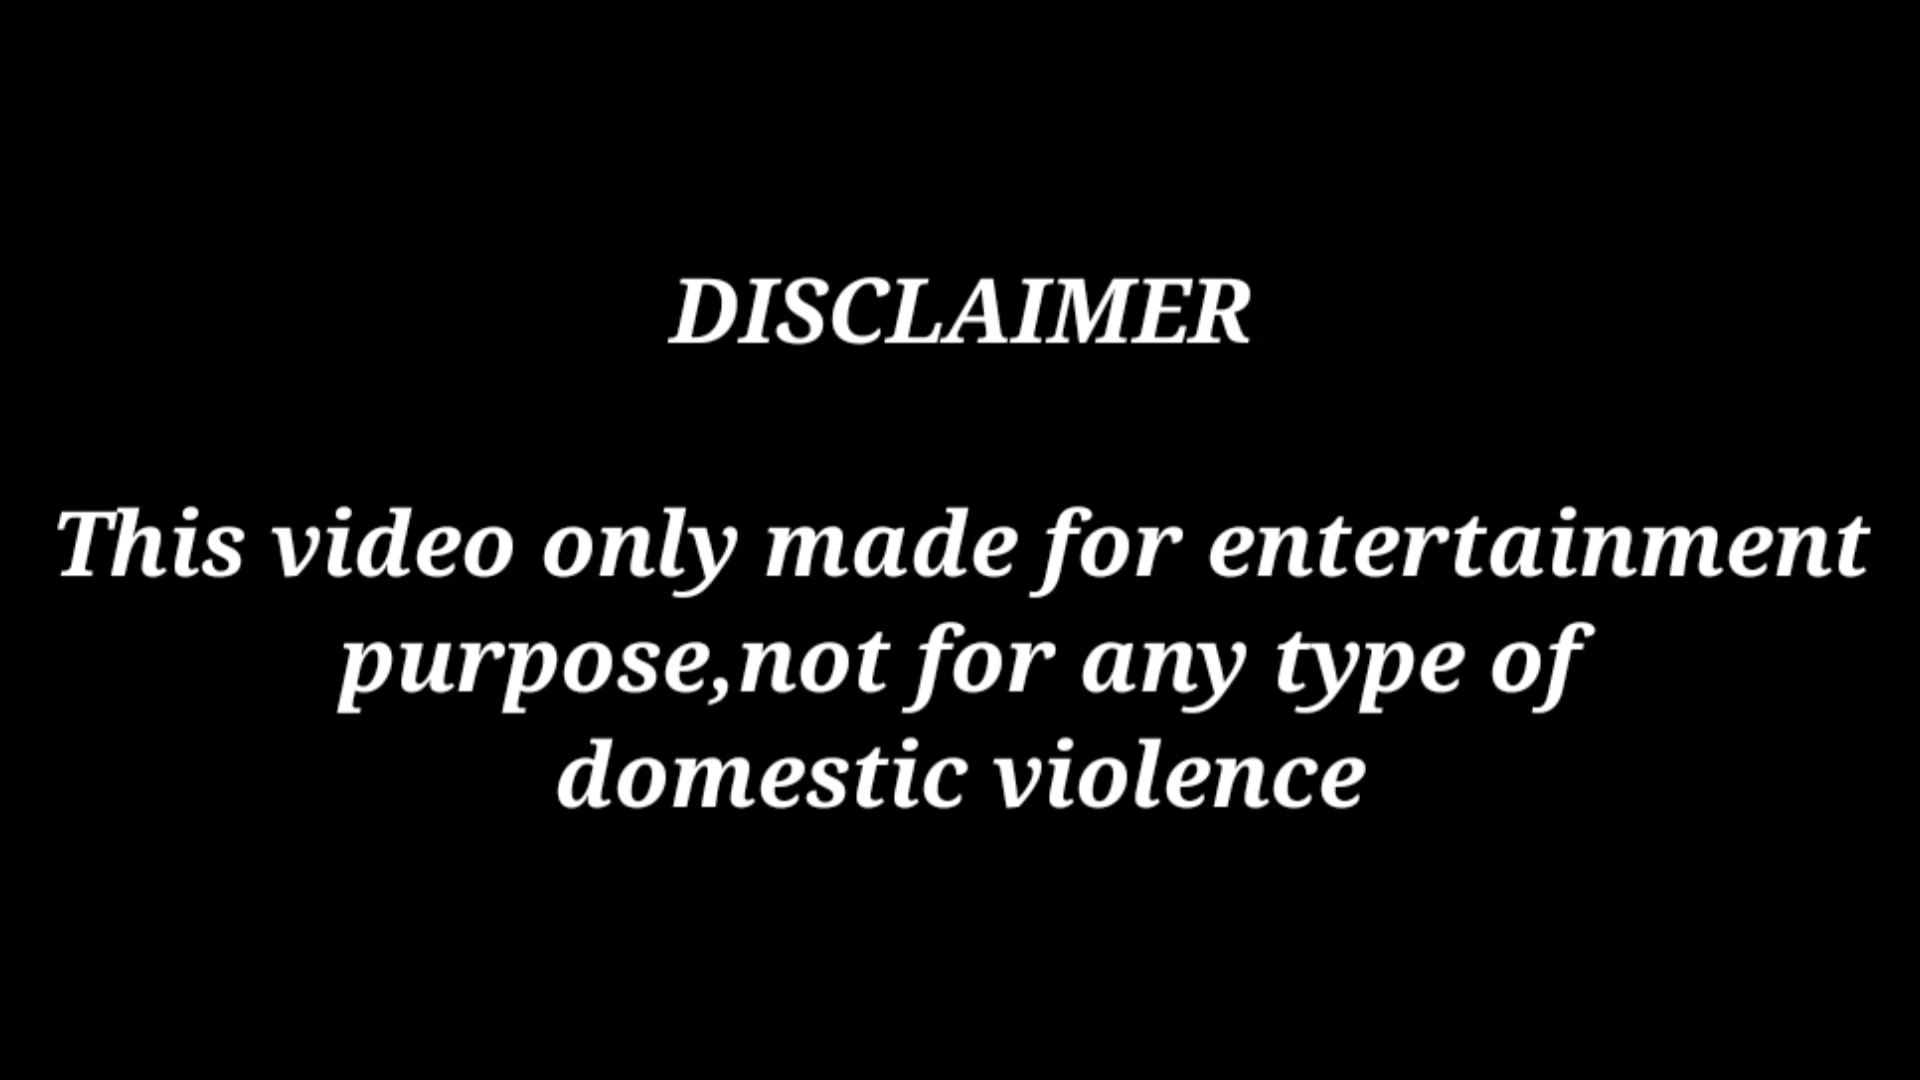 DISCLAIMER
This video only made for entertainment
purpose,not for any type of
domestic violence